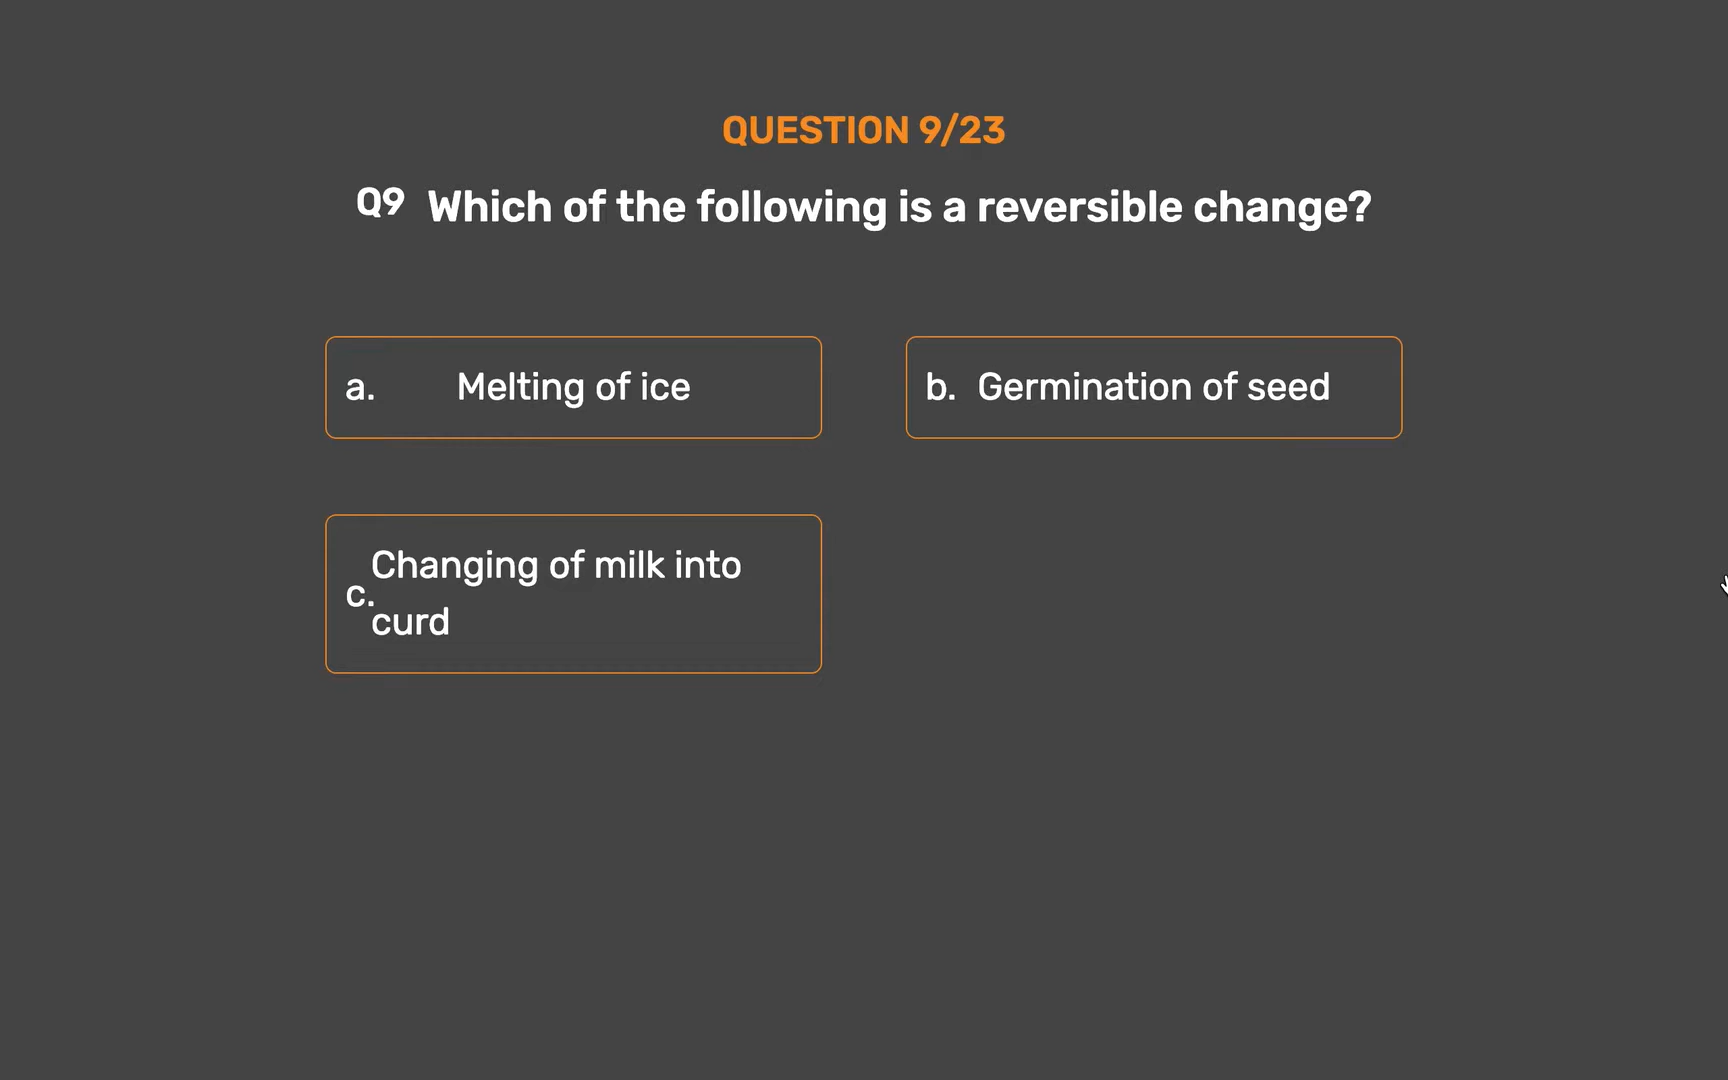 QUESTION 9/23
Q9 Which of the following is a reversible change?
a. Melting of ice
b. Germination of seed
c. Changing of milk into
curd